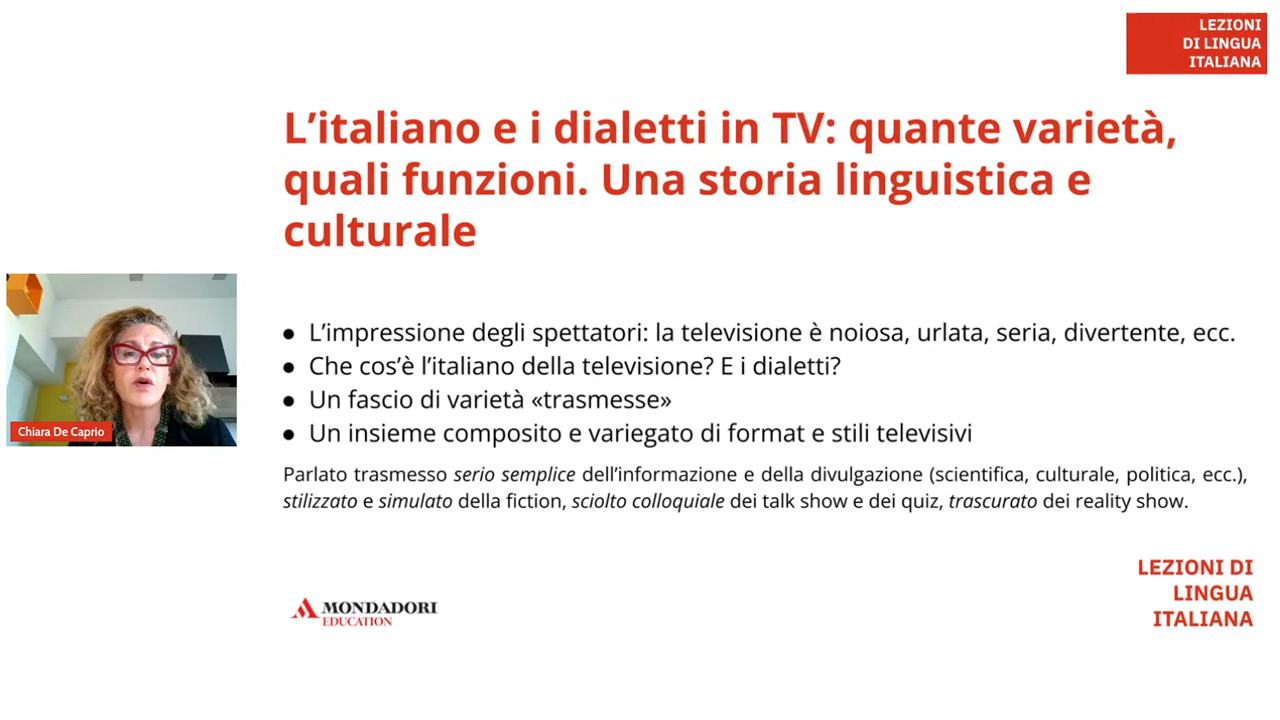 LEZIONI
DI LINGUA
ITALIANA
L’italiano e i dialetti in TV: quante varietà,
quali funzioni. Una storia linguistica e
culturale
Chiara De Caprio
● L’impressione degli spettatori: la televisione è noiosa, urlata, seria, divertente, ecc.
● Che cos’è l’italiano della televisione? E i dialetti?
● Un fascio di varietà «trasmesse»
● Un insieme composito e variegato di format e stili televisivi
Parlato trasmesso serio semplice dell’informazione e della divulgazione (scientifica, culturale, politica, ecc.),
stilizzato e simulato della fiction, sciolto colloquiale dei talk show e dei quiz, trascurato dei reality show.
MONDADORI
EDUCATION
LEZIONI DI
LINGUA
ITALIANA